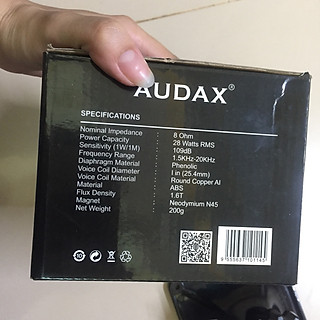 AUDAX®
SPECIFICATIONS
Nominal Impedance : 8 Ohm
Power Capacity : 28 Watts RMS
Sensitivity (1W/1M) : 109dB
Frequency Range : 1.5KHz-20KHz
Diaphragm Material : Phenolic
Voice Coil Diameter : I in (25.4mm)
Voice Coil Material : Round Copper Al
Material : ABS
Flux Density : 1.6T
Magnet : Neodymium N45
Net Weight : 200g
10